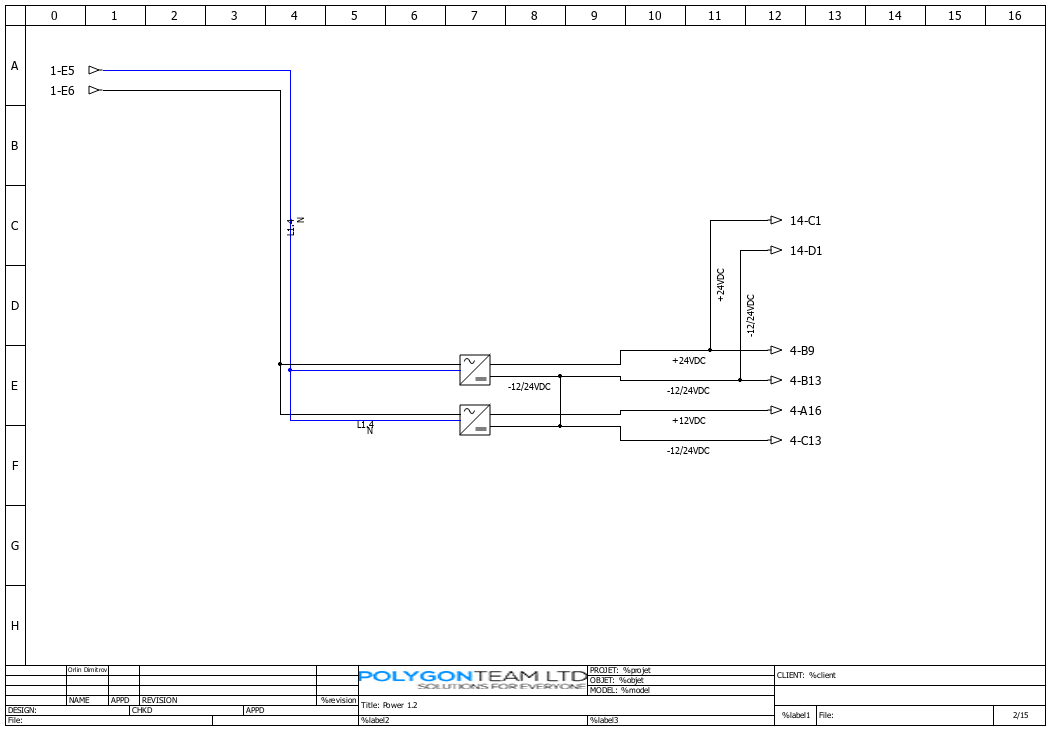 0 1 2 3 4 5 6 7 8 9 10 11 12 13 14 15 16
A
1-E5
1-E6
B
C
L1.4
N
14-C1
14-D1
D
+24VDC
-12/24VDC
E
4-B9
+24VDC
4-B13
-12/24VDC
-12/24VDC
4-A16
+12VDC
L1.4
N
4-C13
-12/24VDC
F
G
H
Orlin Dimitrov
NAME APPD REVISION %revision
DESIGN: CHKD APPD
File:
POLYGONTEAM LTD
SOLUTIONS FOR EVERYONE
Title: Power 1.2
%label2
PROJET: %projet
OBJET: %objet
MODEL: %model
%label3
CLIENT: %client
%label1 File: 2/15